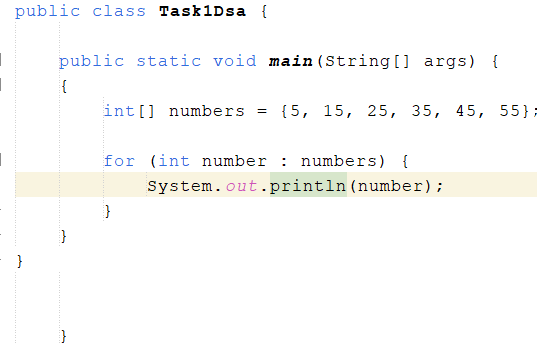 public class Task1Dsa {
public static void main(String[] args) {
{
int[] numbers = {5, 15, 25, 35, 45, 55};
for (int number : numbers) {
System.out.println(number);
}
}
}
}